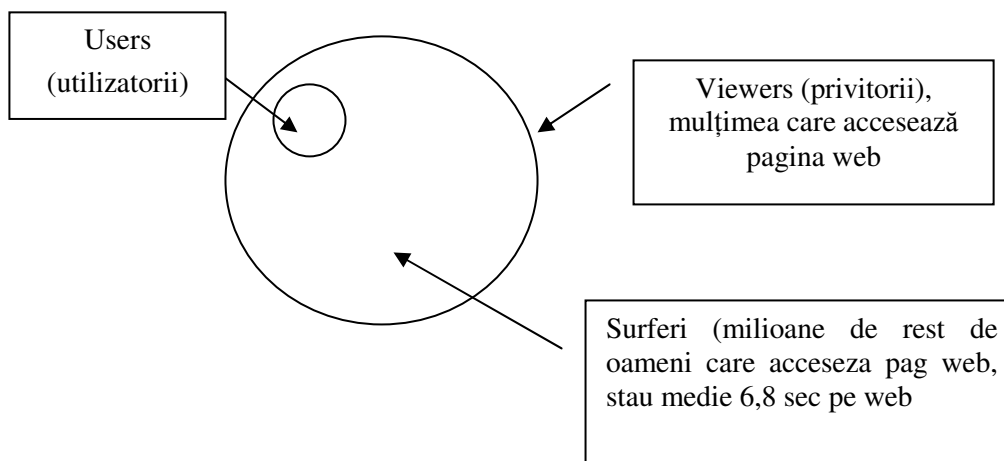 Users
(utilizatorii)
Viewers (privitorii),
mulțimea care accesează
pagina web
Surferi (milioane de rest de
oameni care acceseza pag web,
stau medie 6,8 sec pe web